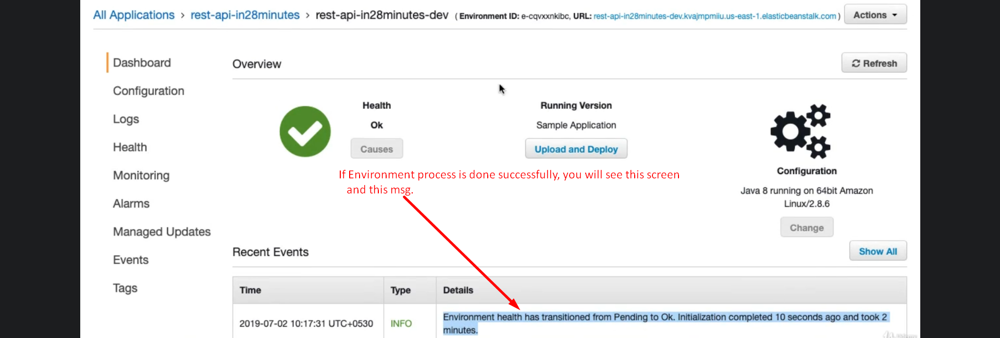 All Applications > rest-api-in28minutes > rest-api-in28minutes-dev ( Environment ID: e-cqvxxnkibc, URL: rest-api-in28minutes-dev.kvajmpmiiu.us-east-1.elasticbeanstalk.com )
Actions
Dashboard
Configuration
Logs
Health
Monitoring
Alarms
Managed Updates
Events
Tags
Overview
Refresh
Health
Ok
Causes
Running Version
Sample Application
Upload and Deploy
Configuration
Java 8 running on 64bit Amazon
Linux/2.8.6
Change
If Environment process is done successfully, you will see this screen
and this msg.
Recent Events
Show All
Time Type Details
2019-07-02 10:17:31 UTC+0530 INFO Environment health has transitioned from Pending to Ok. Initialization completed 10 seconds ago and took 2
minutes.